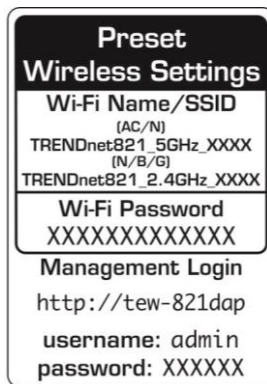 Preset
Wireless Settings
Wi-Fi Name/SSID
(AC/N)
TRENDnet821_5GHz_XXXX
(N/B/G)
TRENDnet821_2.4GHz_XXXX
Wi-Fi Password
XXXXXXXXXXXXX
Management Login
http://tew-821dap
username: admin
password: XXXXXX